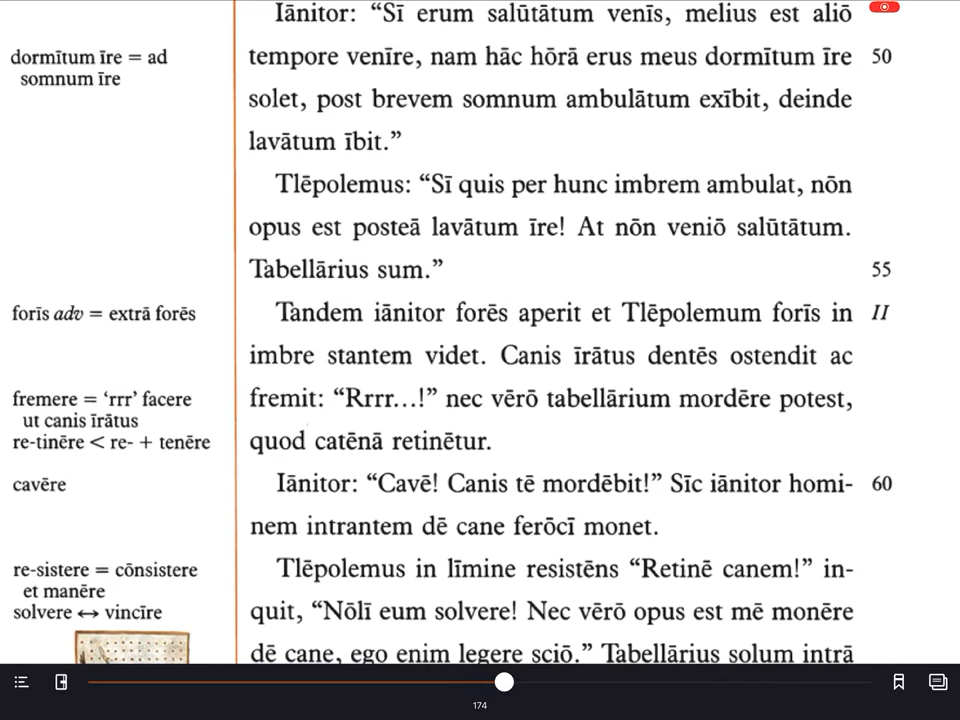 Iānitor: “Sī erum salūtātum venīs, melius est aliō
dormītum īre = ad
somnum īre
tempore venīre, nam hāc hōrā erus meus dormītum īre 50
solet, post brevem somnum ambulātum exībit, deinde
lavātum ībit.”
Tlēpolemus: “Sī quis per hunc imbrem ambulat, nōn
opus est posteā lavātum īre! At nōn veniō salūtātum.
Tabellārius sum.” 55
forīs adv = extrā forēs
Tandem iānitor forēs aperit et Tlēpolemum forīs in II
imbre stantem videt. Canis īrātus dentēs ostendit ac
fremere = ‘rrr’ facere
ut canis īrātus
re-tinēre < re- + tenēre
fremit: “Rrrr...!” nec vērō tabellārium mordēre potest,
quod catēnā retinētur.
cavēre
Iānitor: “Cavē! Canis tē mordēbit!” Sīc iānitor homi- 60
nem intrantem dē cane ferōcī monet.
re-sistere = cōnsistere
et manēre
solvere ↔ vincīre
Tlēpolemus in līmine resistēns “Retinē canem!” in-
quit, “Nōlī eum solvere! Nec vērō opus est mē monēre
dē cane, ego enim legere sciō.” Tabellārius solum intrā
174